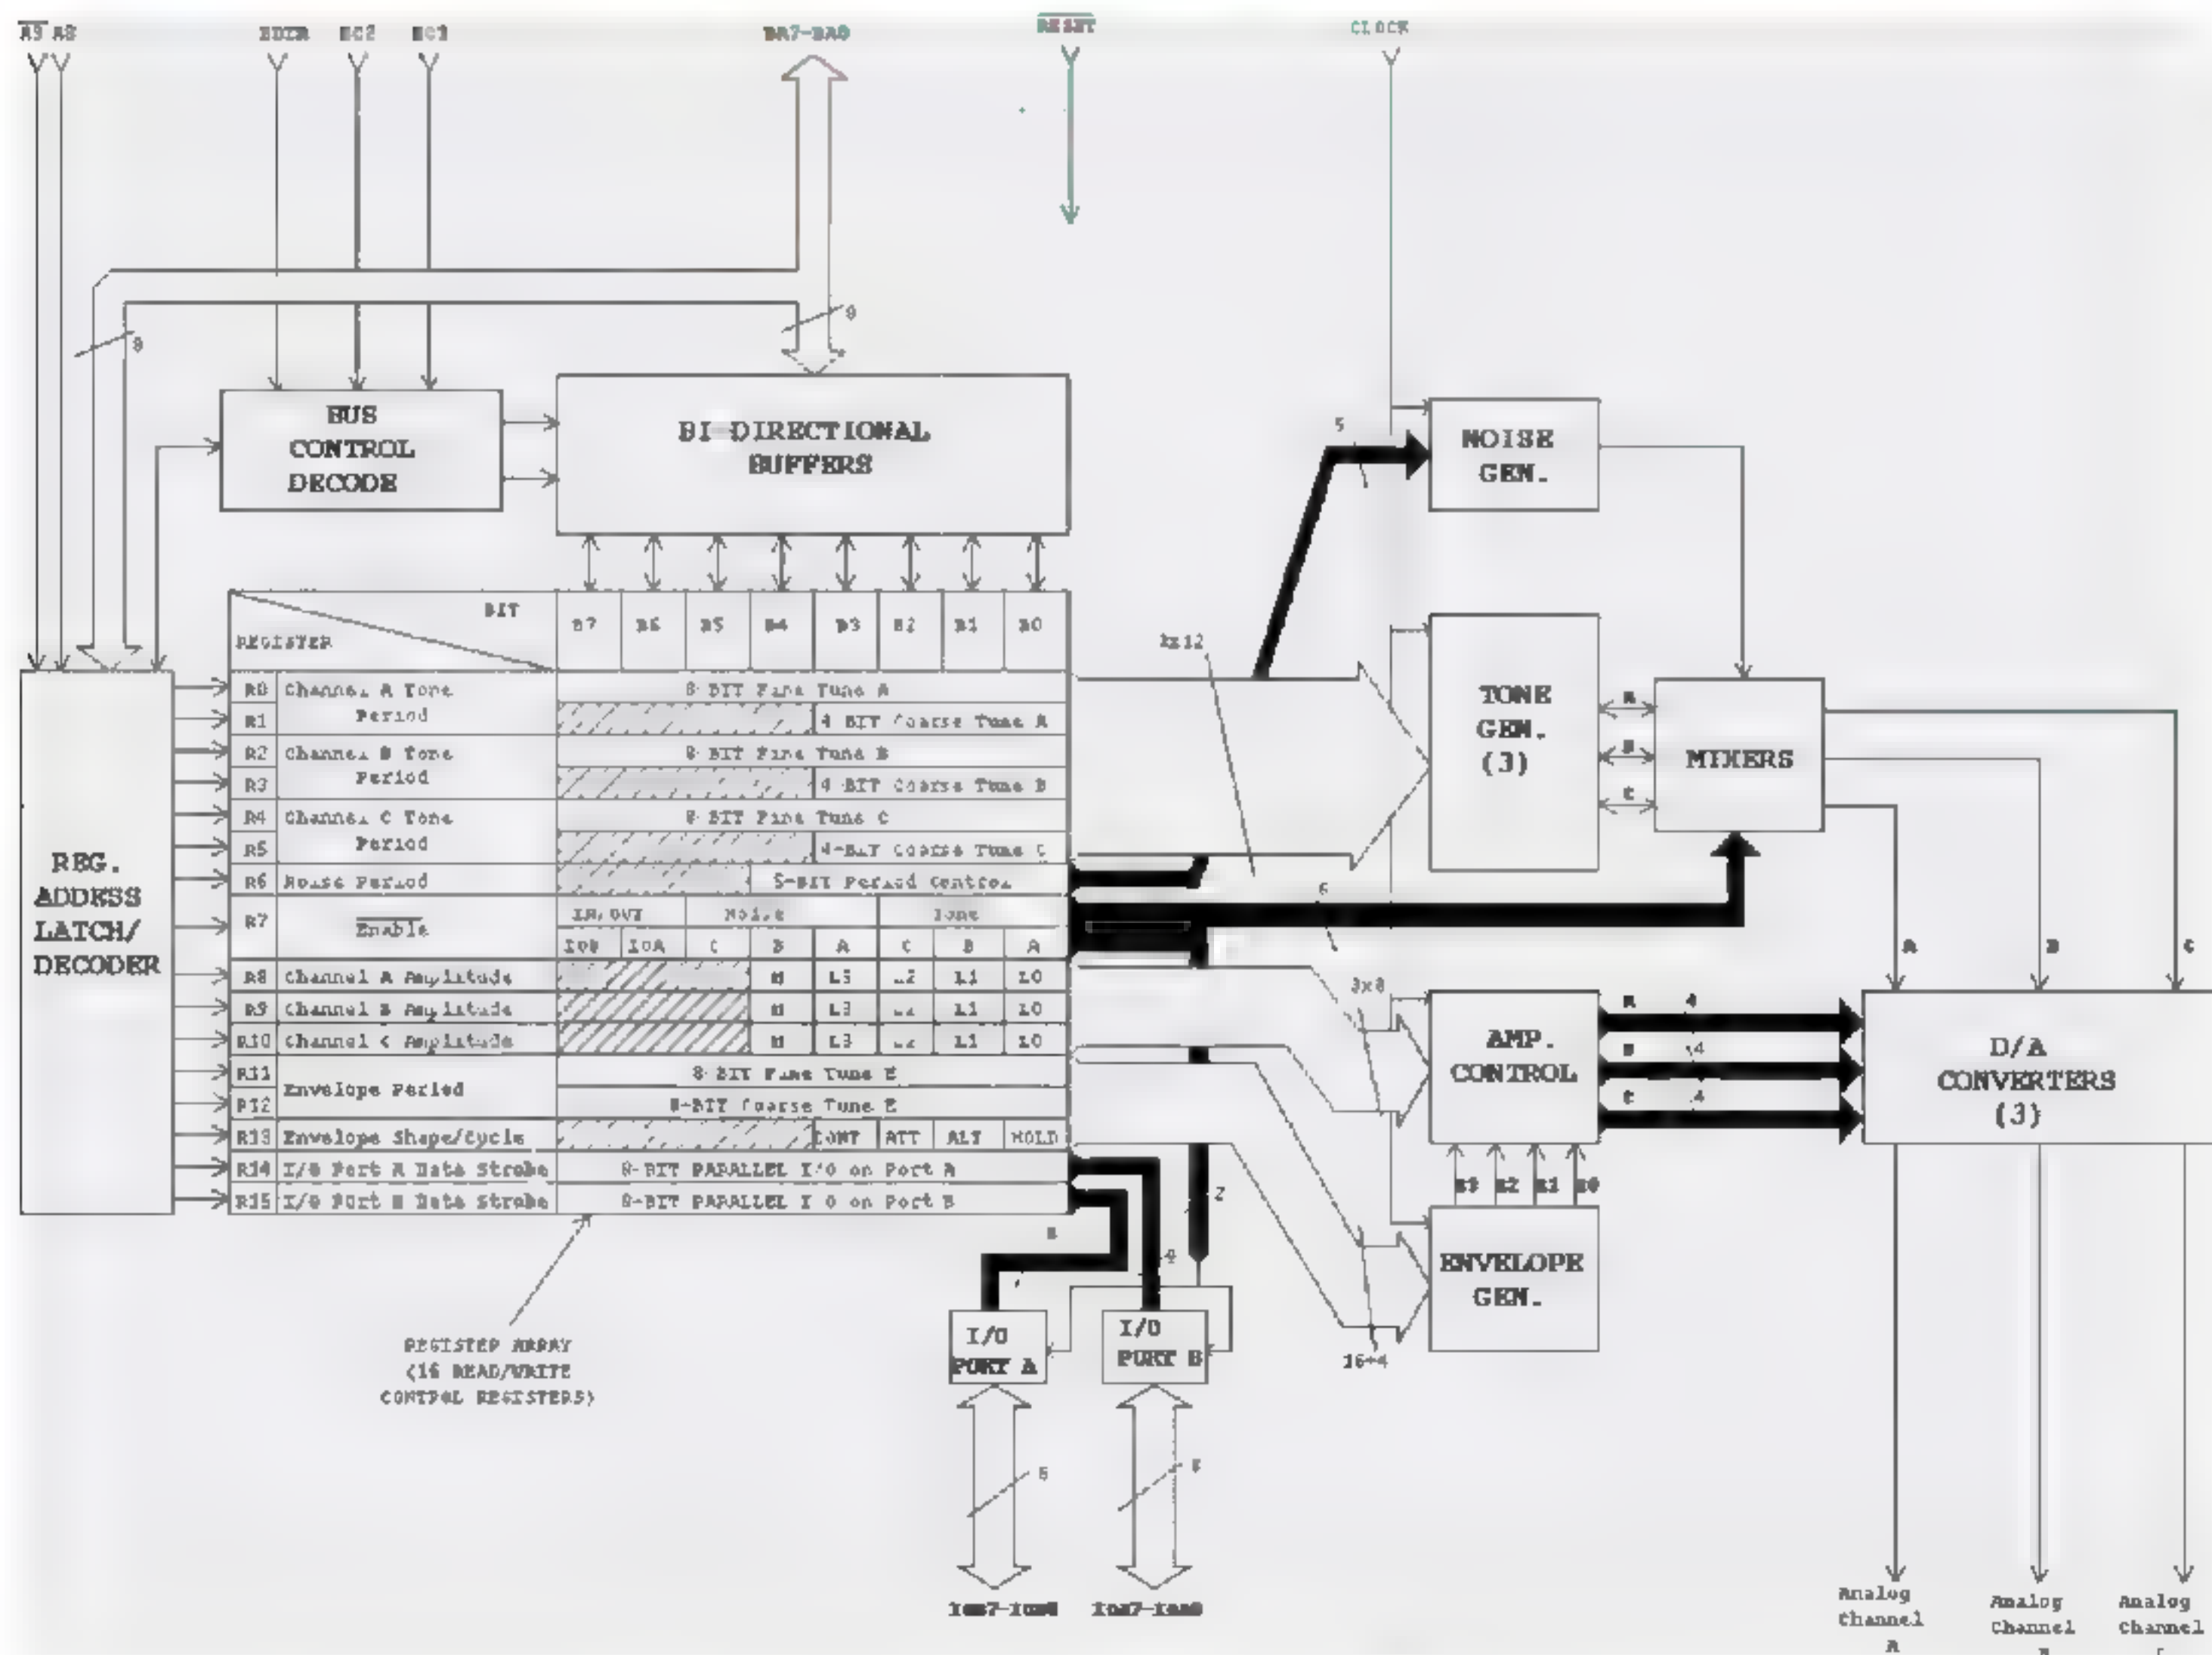 A9 A8 BDIR BC2 BC1 DA7-DA0 RESET CLOCK
8
8
BUS
CONTROL
DECODE
BI-DIRECTIONAL
BUFFERS
5
NOISE
GEN.
REGISTER
BIT
B7 B6 B5 B4 B3 B2 B1 B0
3x12
TONE
GEN.
(3)
A
B
C
MIXERS
REG.
ADDESS
LATCH/
DECODER
R0 Channel A Tone
Period
8-BIT Fine Tune A
R1 4-BIT Coarse Tune A
R2 Channel B Tone
Period
8-BIT Fine Tune B
R3 4-BIT Coarse Tune B
R4 Channel C Tone
Period
8-BIT Fine Tune C
R5 4-BIT Coarse Tune C
R6 Noise Period 5-BIT Period Control
R7 Enable IN/OUT Noise Tone
IOB IOA C B A C B A
R8 Channel A Amplitude M L3 L2 L1 L0
R9 Channel B Amplitude M L3 L2 L1 L0
R10 Channel C Amplitude M L3 L2 L1 L0
R11 8-BIT Fine Tune E
Envelope Period
R12 8-BIT Coarse Tune E
R13 Envelope Shape/Cycle CONT ATT ALT HOLD
R14 I/O Port A Data Strobe 8-BIT PARALLEL I/O on Port A
R15 I/O Port B Data Strobe 8-BIT PARALLEL I/O on Port B
6
A B C
AMP.
CONTROL
A 4
B 4
C 4
D/A
CONVERTERS
(3)
E3 E2 E1 E0
2
ENVELOPE
GEN.
16+4
REGISTER ARRAY
(16 READ/WRITE
CONTROL REGISTERS)
I/O
PORT A
I/O
PORT B
Analog
Channel
A
Analog
Channel
Analog
Channel